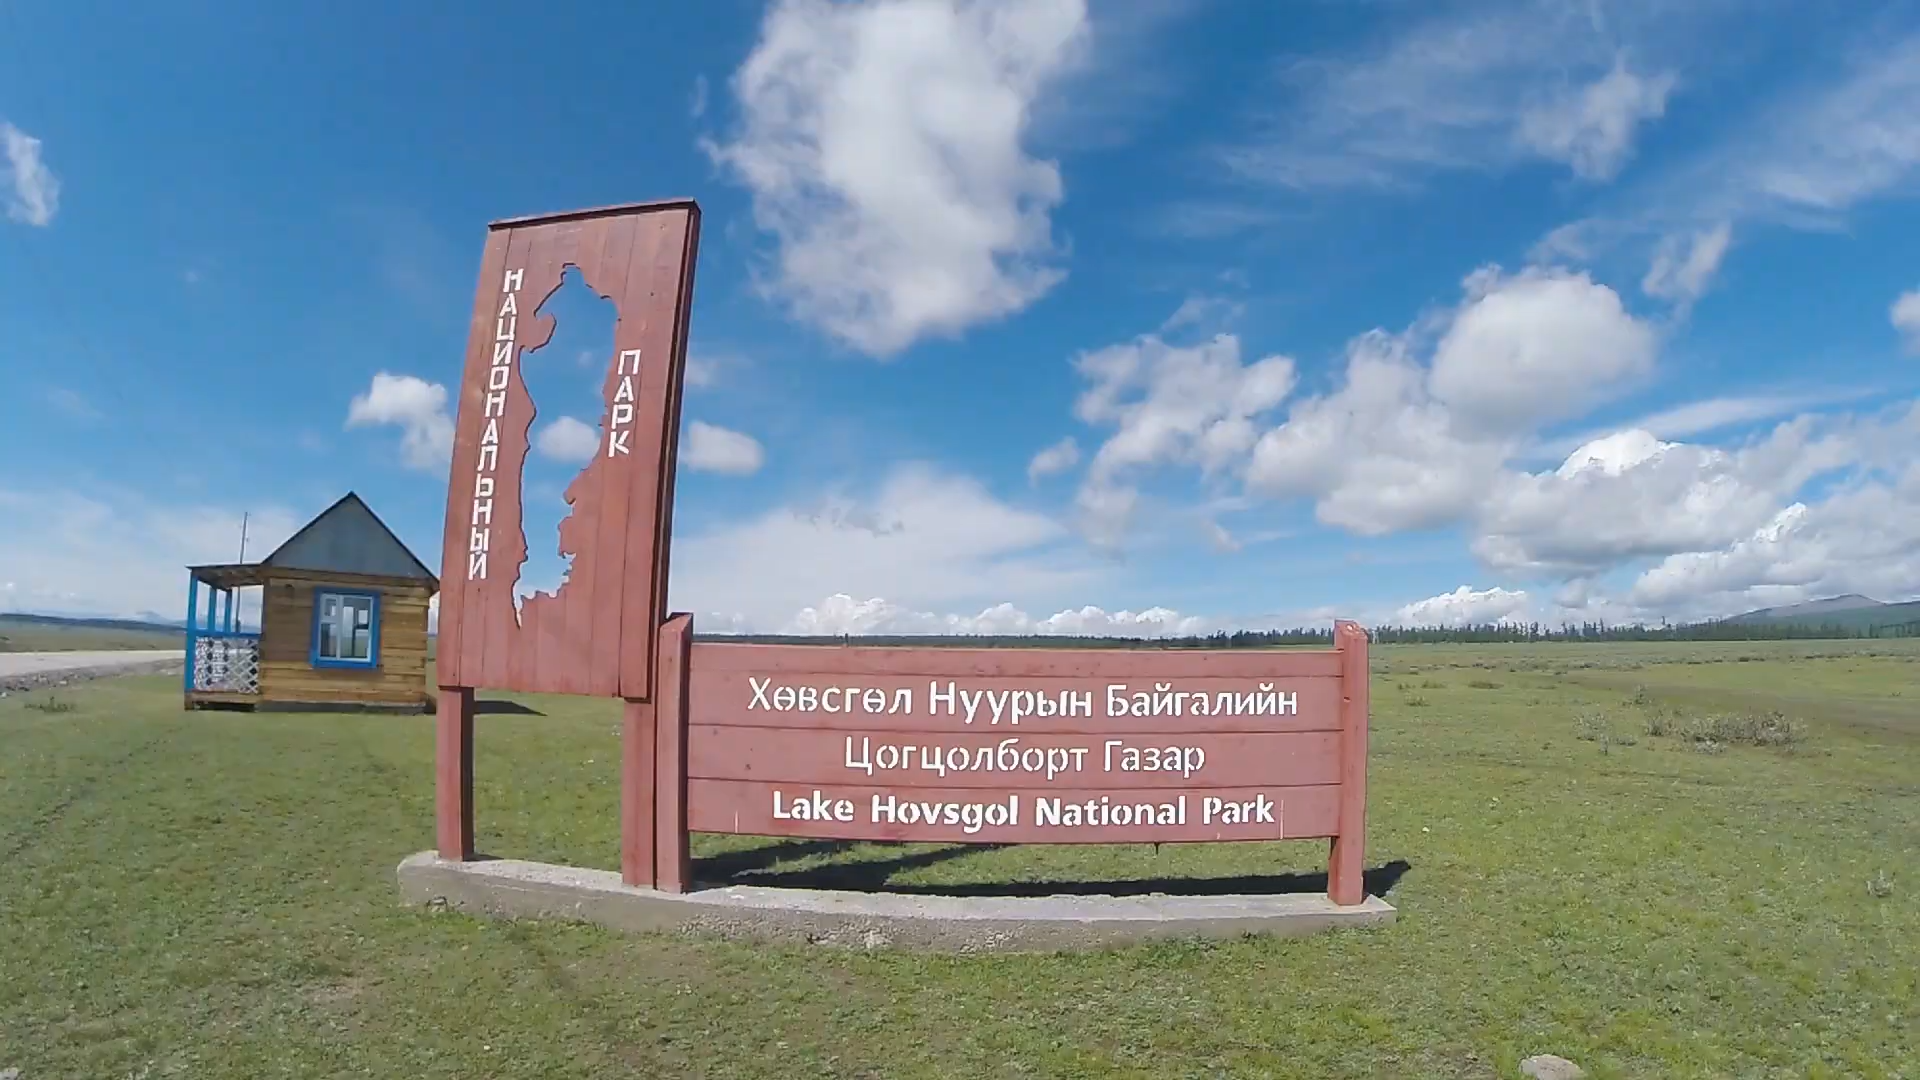 НАЦИОНАЛЬНЫЙ
ПАРК
Хөвсгөл Нуурын Байгалийн
Цогцолборт Газар
Lake Hovsgol National Park